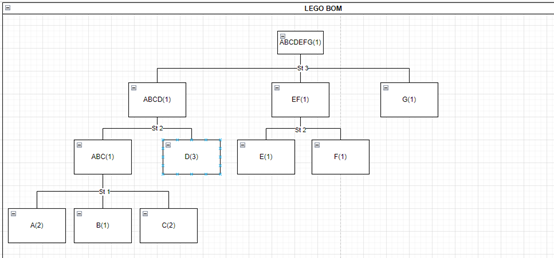 LEGO BOM
ABCDEFG(1)
St 3
ABCD(1)
EF(1)
G(1)
St 2
St 2
ABC(1)
D(3)
E(1)
F(1)
St 1
A(2)
B(1)
C(2)